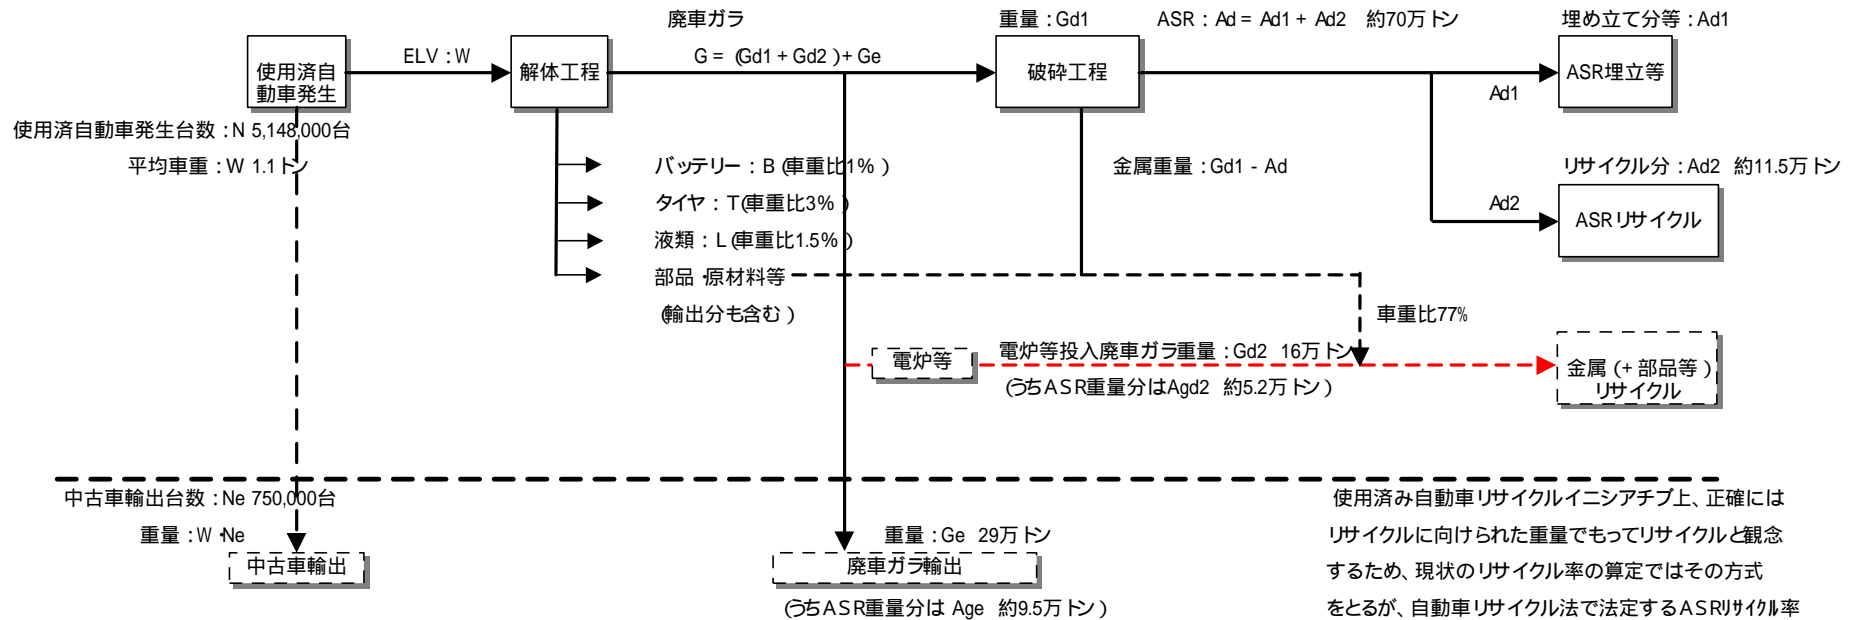 廃車ガラ
重量：Gd1
ASR：Ad = Ad1 + Ad2　約70万トン
埋め立て分等：Ad1
使用済自
動車発生
ELV：W
解体工程
G = (Gd1 + Gd2 )+ Ge
破砕工程
Ad1
ASR埋立等
使用済自動車発生台数：N 5,148,000台
平均車重：W 1.1トン
バッテリー：B (車重比1% )
タイヤ：T(車重比3% )
液類：L (車重比1.5% )
部品・原材料等
(輸出分も含む )
金属重量：Gd1 - Ad
リサイクル分：Ad2　約11.5万トン
Ad2
ASRリサイクル
車重比77%
電炉等
電炉等投入廃車ガラ重量：Gd2　16万トン
(うちASR重量分はAgd2　約5.2万トン )
金属 (+ 部品等 )
リサイクル
中古車輸出台数：Ne 750,000台
重量：W・Ne
中古車輸出
重量：Ge　29万トン
廃車ガラ輸出
(うちASR重量分は Age　約9.5万トン )
使用済み自動車リサイクルイニシアチブ上、正確には
リサイクルに向けられた重量でもってリサイクルと観念
するため、現状のリサイクル率の算定ではその方式
をとるが、自動車リサイクル法で法定するASRリサイクル率